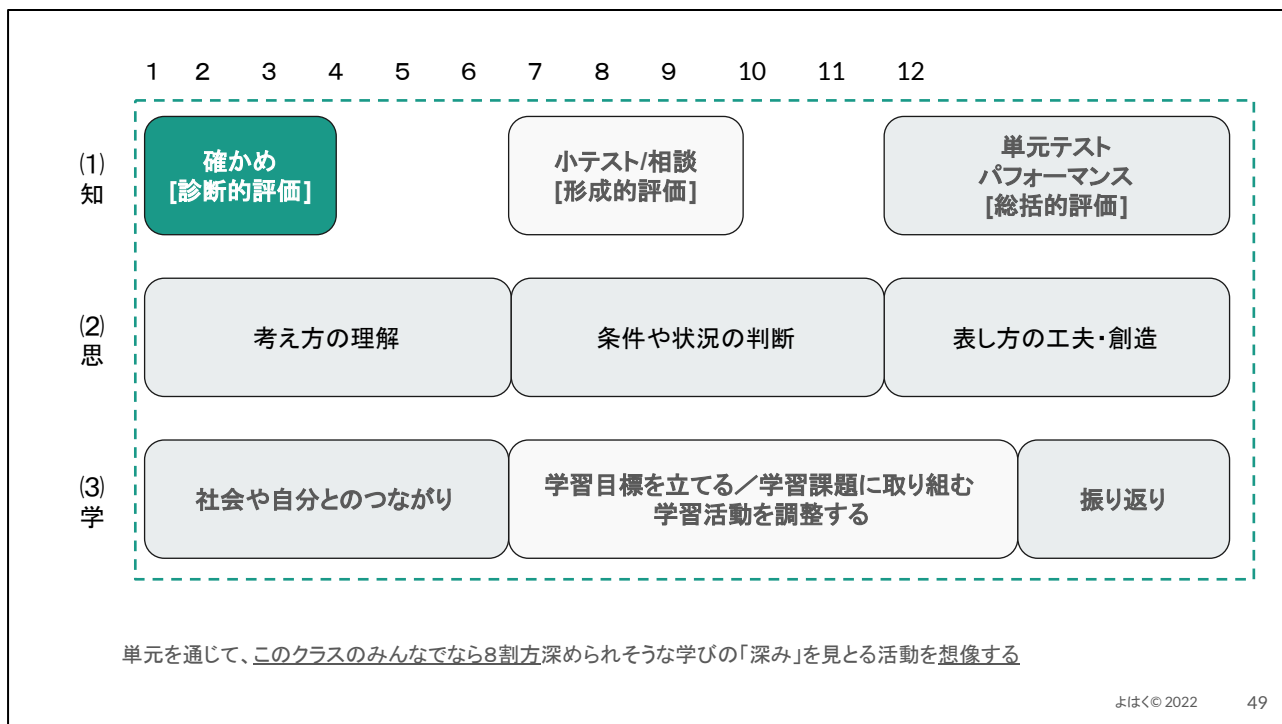 1 2 3 4 5 6 7 8 9 10 11 12
⑴
知
確かめ
[診断的評価]
小テスト/相談
[形成的評価]
単元テスト
パフォーマンス
[総括的評価]
⑵
思
考え方の理解
条件や状況の判断
表し方の工夫・創造
⑶
学
社会や自分とのつながり
学習目標を立てる／学習課題に取り組む
学習活動を調整する
振り返り
単元を通じて、このクラスのみんなでなら８割方深められそうな学びの「深み」を見とる活動を想像する
よはく© 2022 49